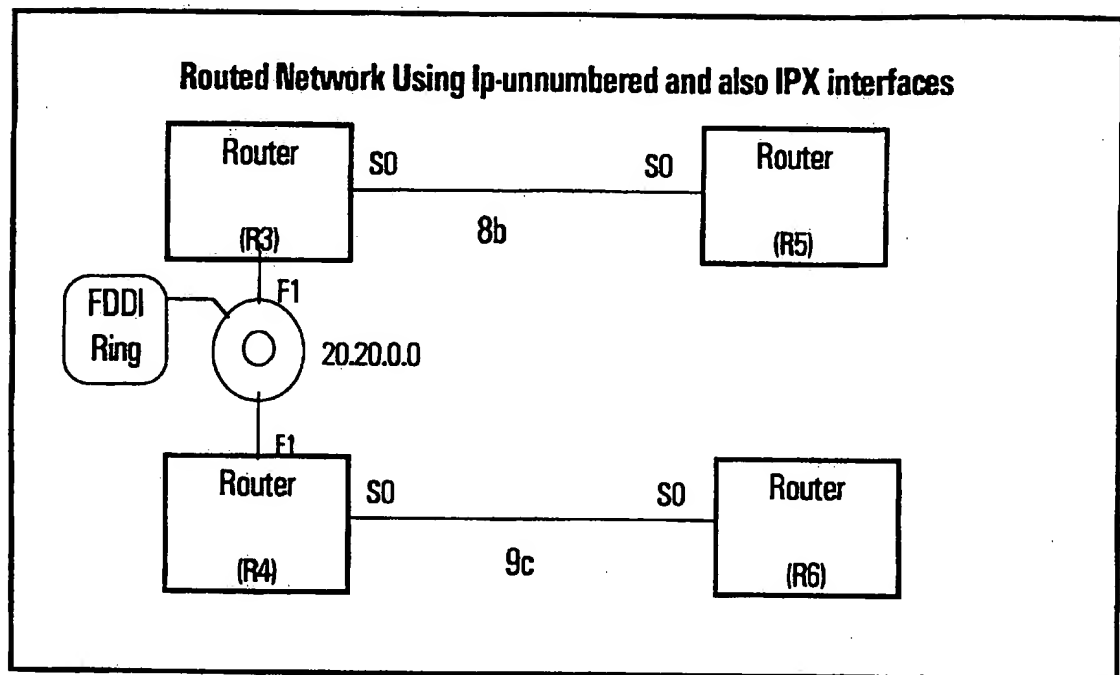 Routed Network Using Ip-unnumbered and also IPX interfaces
Router
S0
S0
Router
8b
(R3)
(R5)
F1
FDDI
Ring
20.20.0.0
F1
Router
S0
S0
Router
9c
(R4)
(R6)